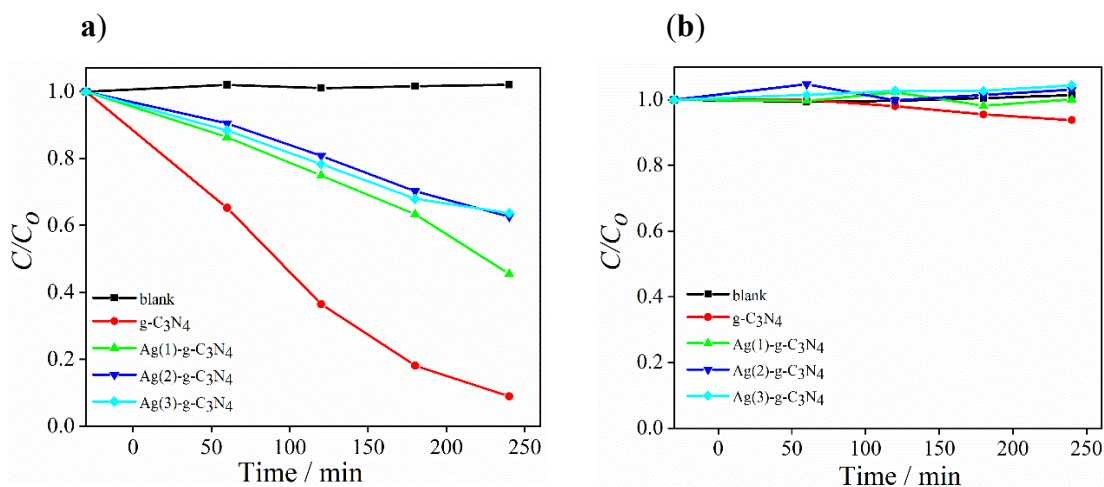 a)
(b)
1.0
0.8
0.6
0.4
0.2
0.0
C/Co
blank
g-C3N4
Ag(1)-g-C3N4
Ag(2)-g-C3N4
Ag(3)-g-C3N4
0 50 100 150 200 250
Time / min
1.0
0.8
0.6
0.4
0.2
0.0
C/Co
blank
g-C3N4
Ag(1)-g-C3N4
Ag(2)-g-C3N4
Ag(3)-g-C3N4
0 50 100 150 200 250
Time / min